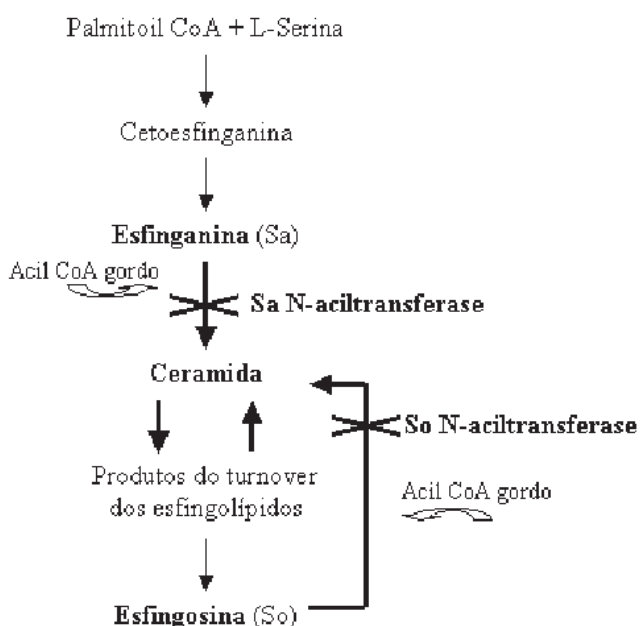 Palmitoil CoA + L-Serina
Cetoesfinganina
Esfinganina (Sa)
Acil CoA gordo
Sa N-aciltransferase
Ceramida
So N-aciltransferase
Produtos do turnover
dos esfingolípidos
Acil CoA gordo
Esfingosina (So)